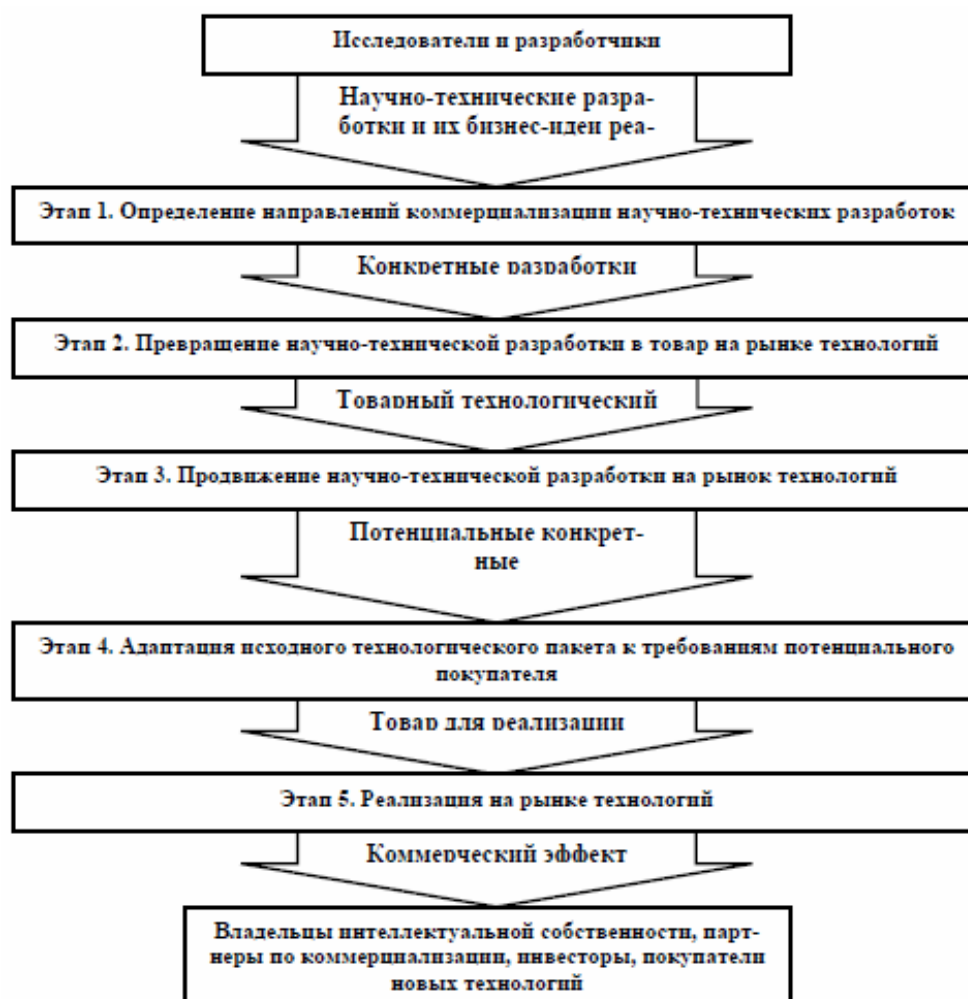 Исследователи и разработчики
Научно-технические разра-
ботки и их бизнес-идеи реа-
Этап 1. Определение направлений коммерциализации научно-технических разработок
Конкретные разработки
Этап 2. Превращение научно-технической разработки в товар на рынке технологий
Товарный технологический
Этап 3. Продвижение научно-технической разработки на рынок технологий
Потенциальные конкрет-
ные
Этап 4. Адаптация исходного технологического пакета к требованиям потенциального
покупателя
Товар для реализации
Этап 5. Реализация на рынке технологий
Коммерческий эффект
Владельцы интеллектуальной собственности, парт-
неры по коммерциализации, инвесторы, покупатели
новых технологий